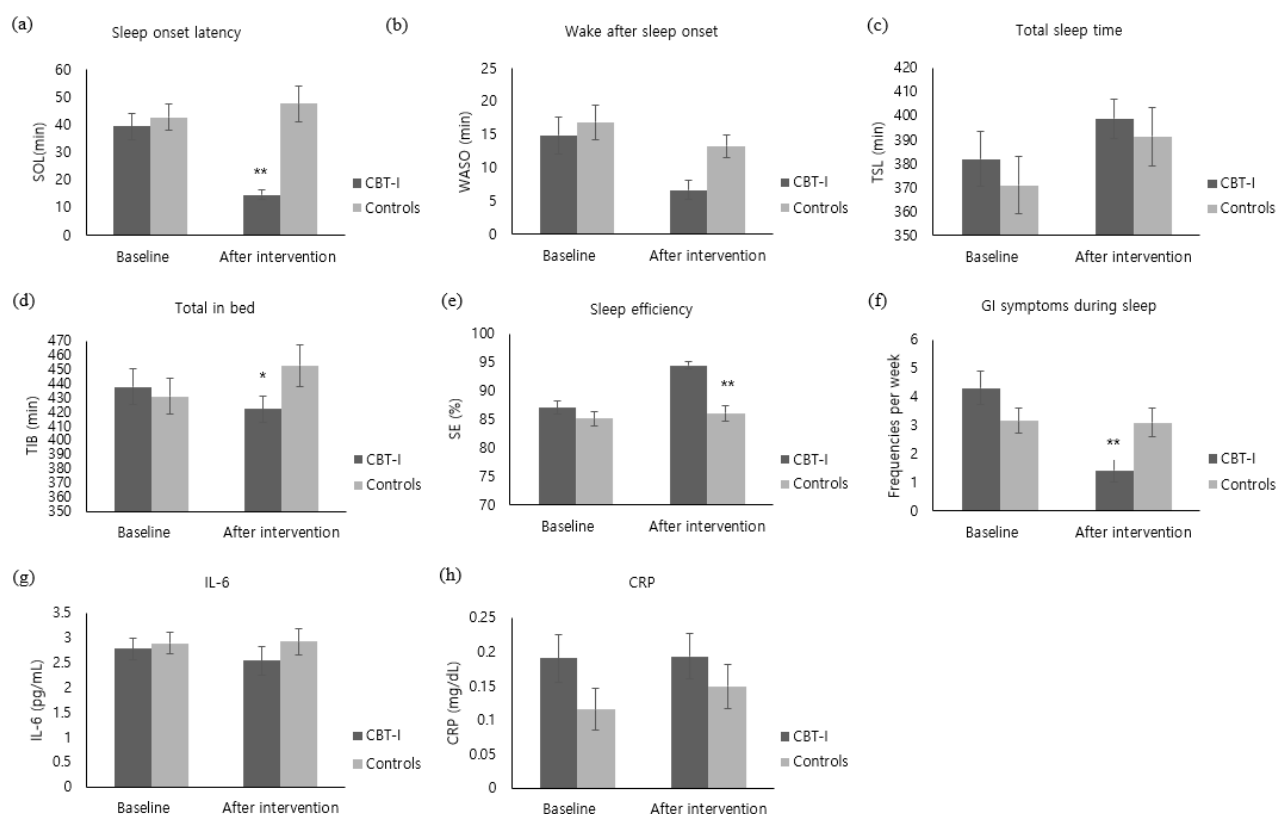 (a)
Sleep onset latency
60
50
40
30
20
10
0
SOL(min)
**
Baseline
After intervention
CBT-I
Controls
(b)
Wake after sleep onset
25
20
15
10
5
0
WASO (min)
Baseline
After intervention
CBT-I
Controls
(c)
Total sleep time
420
410
400
390
380
370
360
350
TSL (min)
Baseline
After intervention
CBT-I
Controls
(d)
Total in bed
470
460
450
440
430
420
410
400
390
380
370
360
350
TIB (min)
*
Baseline
After intervention
CBT-I
Controls
(e)
Sleep efficiency
100
95
90
85
80
75
70
SE (%)
**
Baseline
After intervention
CBT-I
Controls
(f)
GI symptoms during sleep
6
5
4
3
2
1
0
Frequencies per week
**
Baseline
After intervention
CBT-I
Controls
(g)
IL-6
3.5
3
2.5
2
1.5
1
0.5
0
IL-6 (pg/mL)
Baseline
After intervention
CBT-I
Controls
(h)
CRP
0.25
0.2
0.15
0.1
0.05
0
CRP (mg/dL)
Baseline
After intervention
CBT-I
Controls